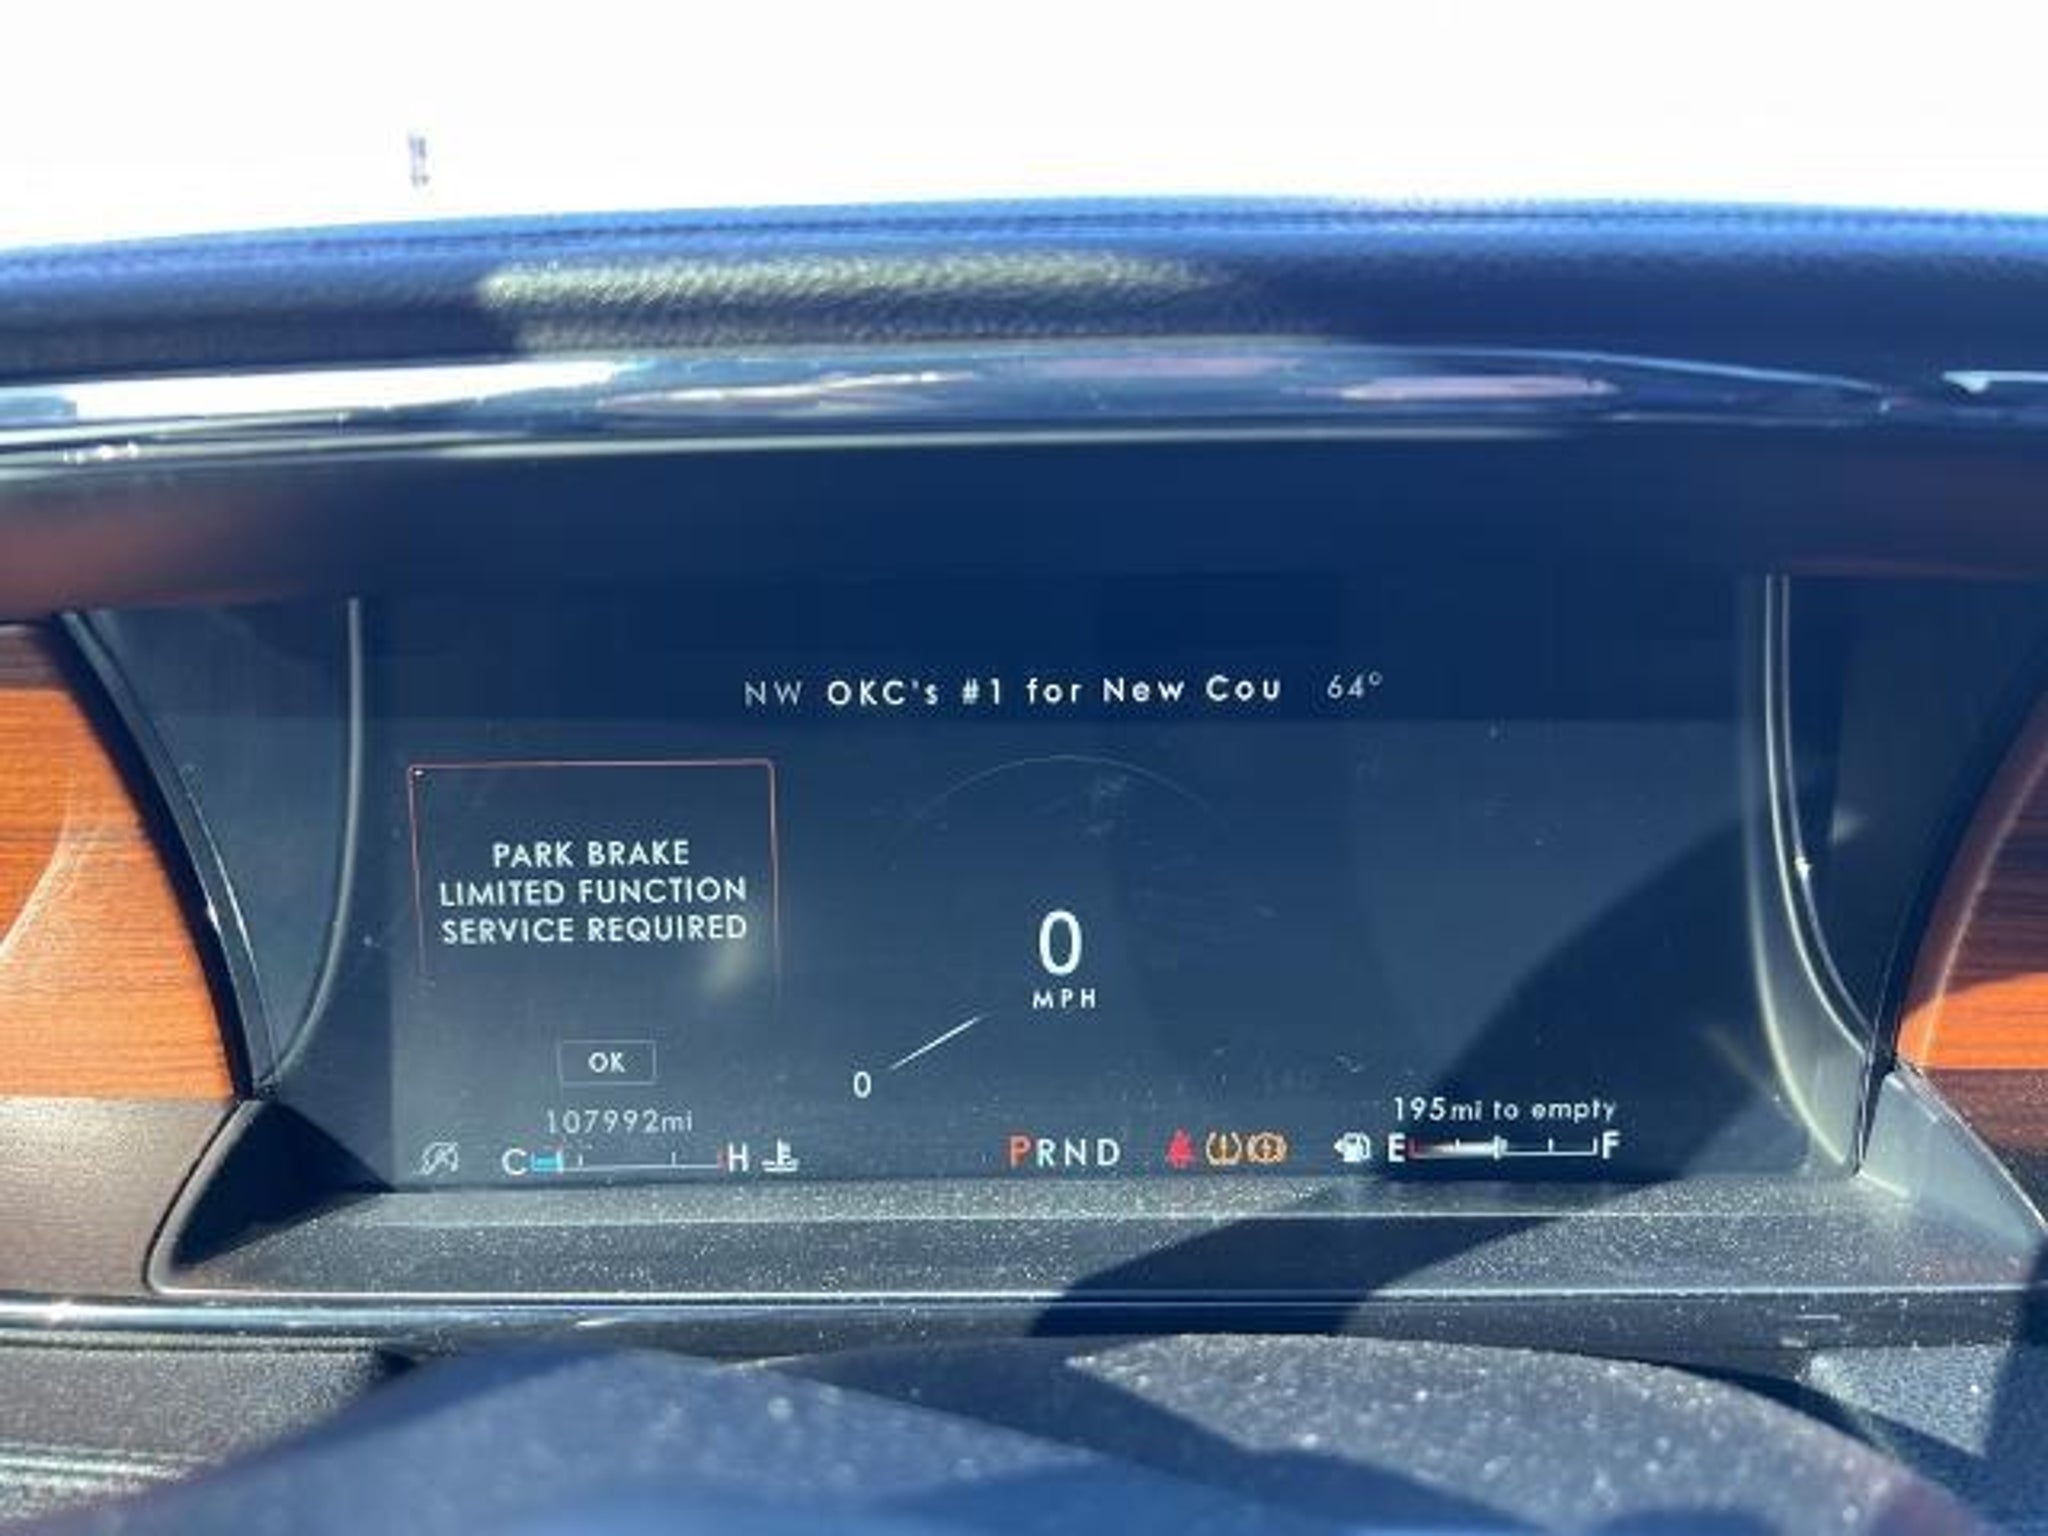 NW OKC's #1 for New Cou 64°
PARK BRAKE
LIMITED FUNCTION
SERVICE REQUIRED
0
MPH
OK
0
107992mi
195mi to empty
C H PRND E F